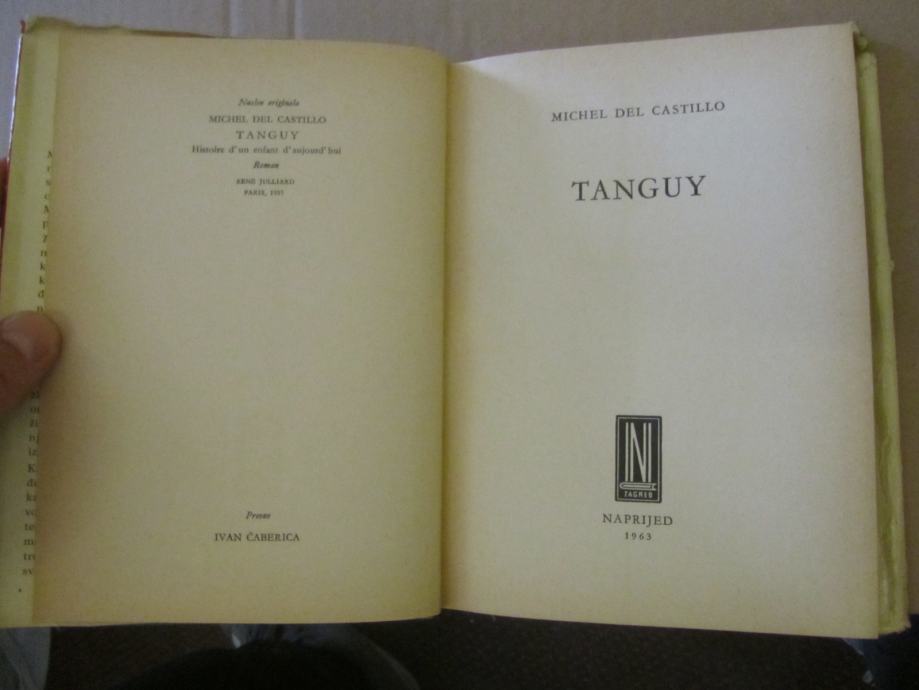 Naslov originala
MICHEL DEL CASTILLO
TANGUY
Histoire d'un enfant d'aujourd'hui
Roman
RENÉ JULLIARD
PARIS, 1957
Preveo
IVAN ČABERICA
MICHEL DEL CASTILLO
TANGUY
N
ZAGREB
NAPRIJED
1963